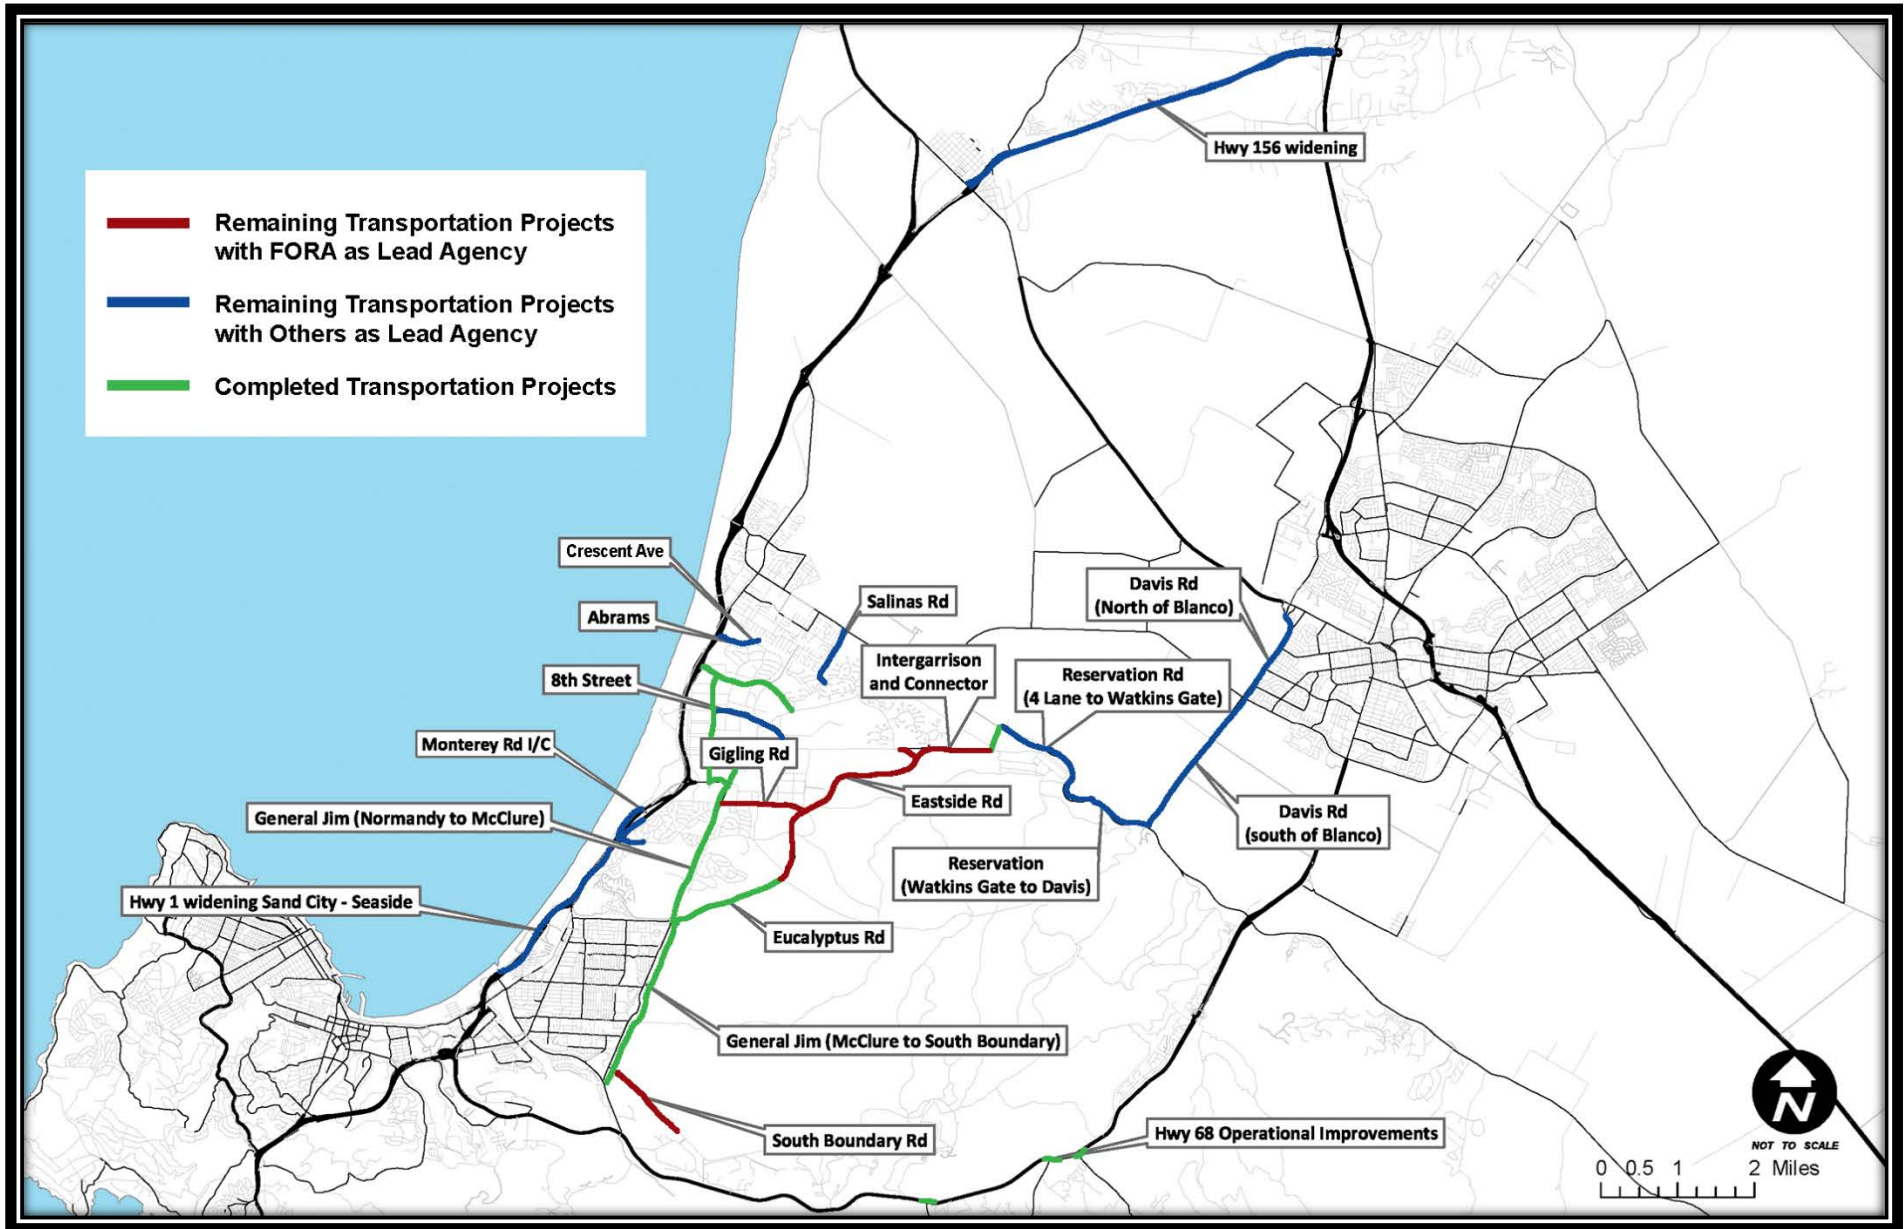 Hwy 156 widening
Remaining Transportation Projects
with FORA as Lead Agency
Remaining Transportation Projects
with Others as Lead Agency
Completed Transportation Projects
Crescent Ave
Abrams
Salinas Rd
Davis Rd
(North of Blanco)
8th Street
Intergarrison
and Connector
Reservation Rd
(4 Lane to Watkins Gate)
Monterey Rd I/C
Gigling Rd
General Jim (Normandy to McClure)
Eastside Rd
Davis Rd
(south of Blanco)
Reservation
(Watkins Gate to Davis)
Hwy 1 widening Sand City - Seaside
Eucalyptus Rd
General Jim (McClure to South Boundary)
South Boundary Rd
Hwy 68 Operational Improvements
N
NOT TO SCALE
0 0.5 1 2 Miles